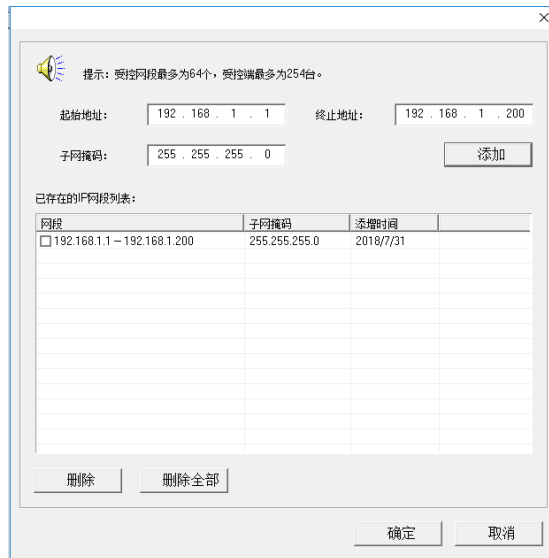 提示：受控网段最多为64个，受控端最多为254台。
起始地址： 192 . 168 . 1 . 1 终止地址： 192 . 168 . 1 . 200
子网掩码： 255 . 255 . 255 . 0 添加
已存在的IP网段列表：
网段 子网掩码 添增时间
192.168.1.1－192.168.1.200 255.255.255.0 2018/7/31
删除 删除全部
确定 取消